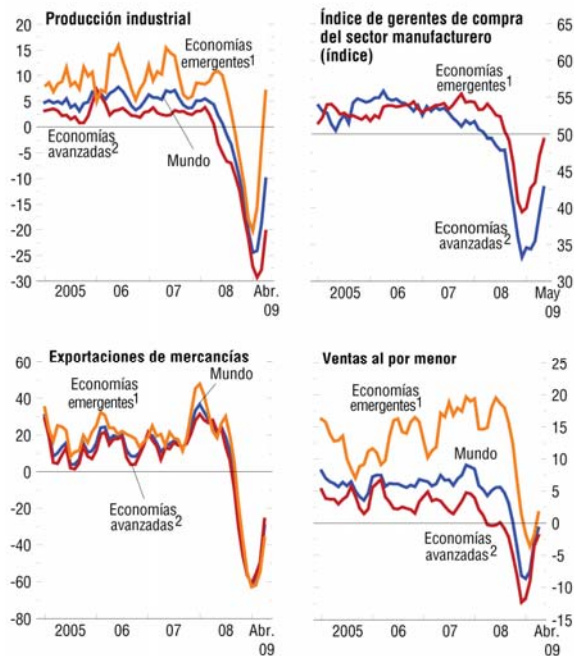 Producción industrial
20
15
10
5
0
-5
-10
-15
-20
-25
-30
Economías
emergentes1
Economías
avanzadas2
Mundo
2005 06 07 08 Abr.
09
Índice de gerentes de compra
del sector manufacturero
(índice)
65
60
55
50
45
40
35
30
Economías
emergentes1
Economías
avanzadas2
2005 06 07 08 May
09
Exportaciones de mercancías
60
40
20
0
-20
-40
-60
-80
Economías
emergentes1
Mundo
Economías
avanzadas2
2005 06 07 08 Abr.
09
Ventas al por menor
25
20
15
10
5
0
-5
-10
-15
Economías
emergentes1
Mundo
Economías
avanzadas2
2005 06 07 08 Abr.
09